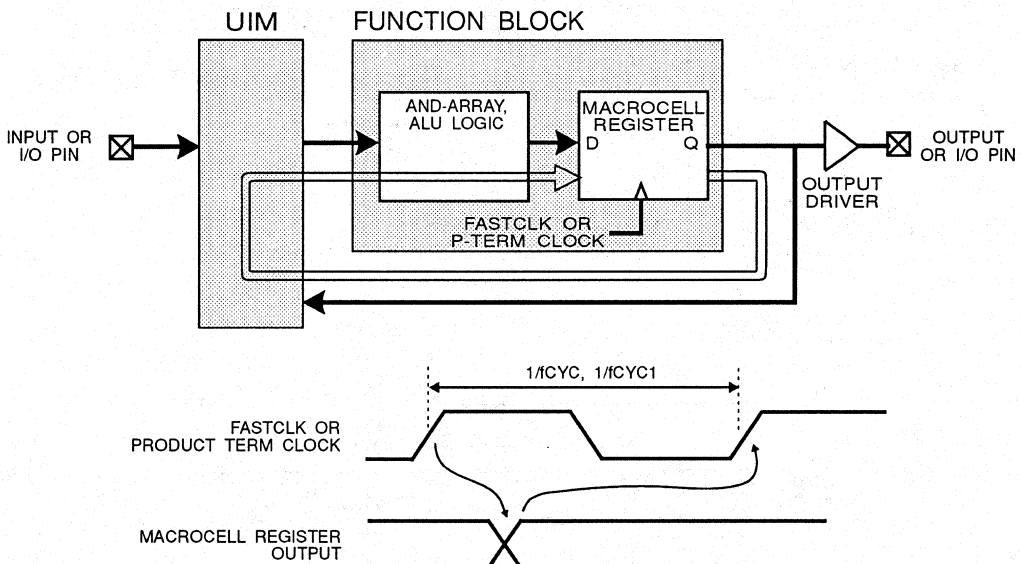 UIM
FUNCTION BLOCK
AND-ARRAY,
ALU LOGIC
MACROCELL
REGISTER
D
Q
INPUT OR
I/O PIN
OUTPUT
OR I/O PIN
OUTPUT
DRIVER
FASTCLK OR
P-TERM CLOCK
1/fCYC, 1/fCYC1
FASTCLK OR
PRODUCT TERM CLOCK
MACROCELL REGISTER
OUTPUT